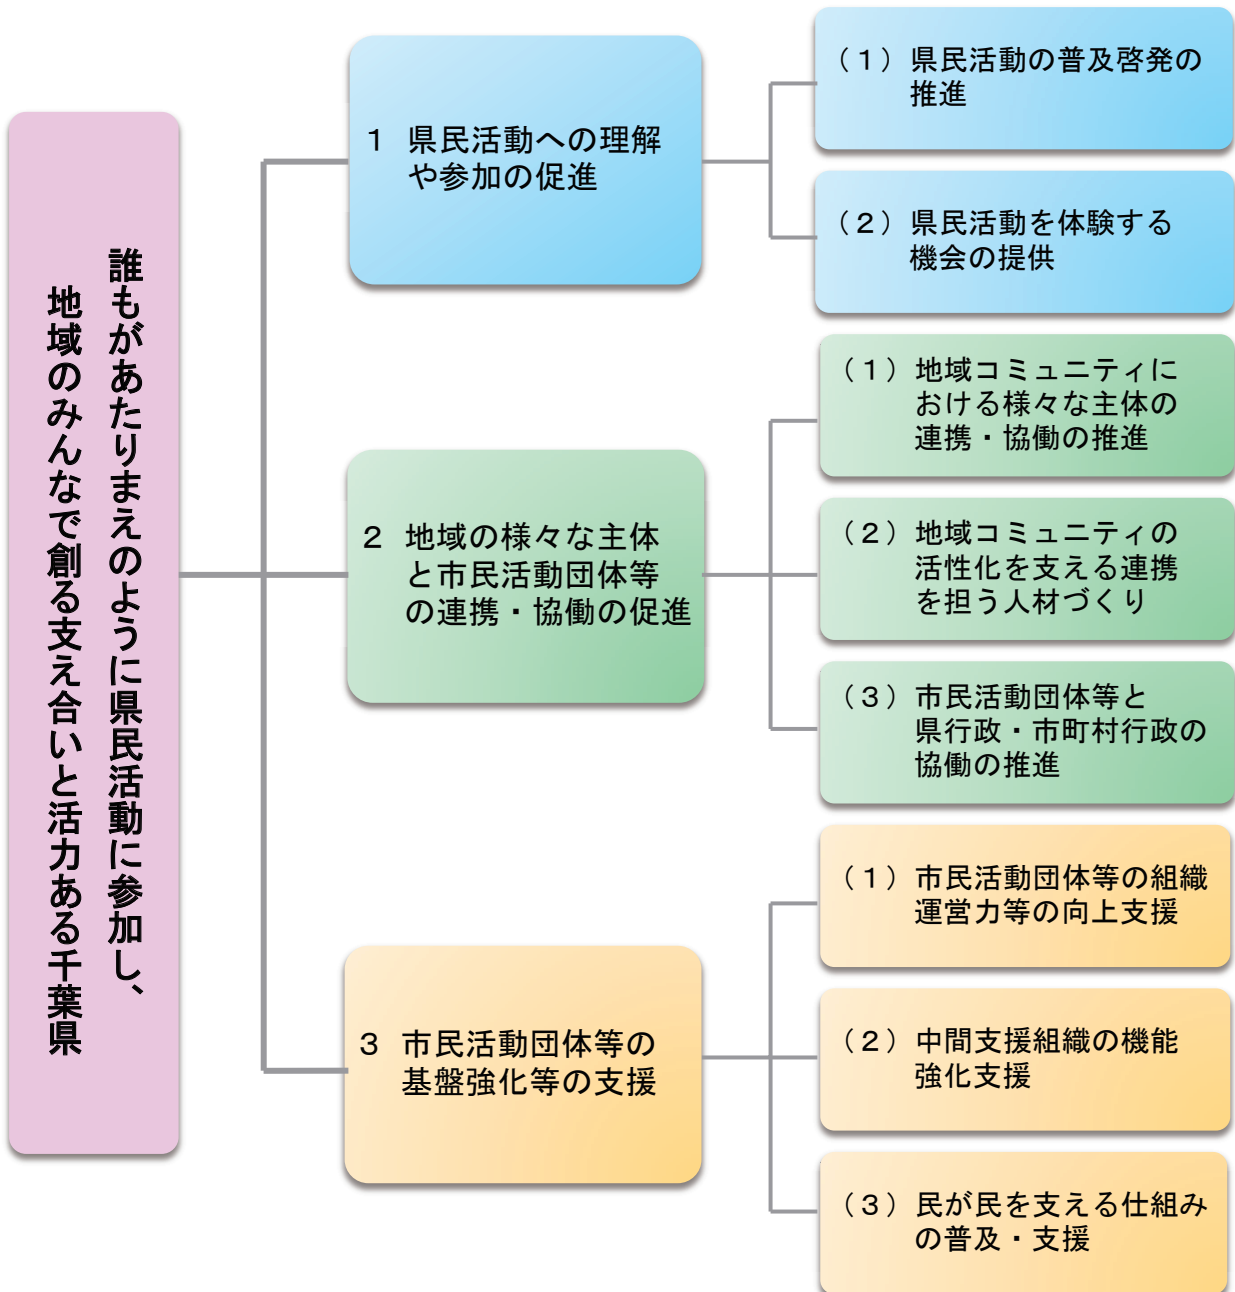 誰もがあたりまえのように県民活動に参加し、
地域のみんなで創る支え合いと活力ある千葉県
1 県民活動への理解
や参加の促進
（1）県民活動の普及啓発の
推進
（2）県民活動を体験する
機会の提供
2 地域の様々な主体
と市民活動団体等
の連携・協働の促進
（1）地域コミュニティに
おける様々な主体の
連携・協働の推進
（2）地域コミュニティの
活性化を支える連携
を担う人材づくり
（3）市民活動団体等と
県行政・市町村行政の
協働の推進
3 市民活動団体等の
基盤強化等の支援
（1）市民活動団体等の組織
運営力等の向上支援
（2）中間支援組織の機能
強化支援
（3）民が民を支える仕組み
の普及・支援